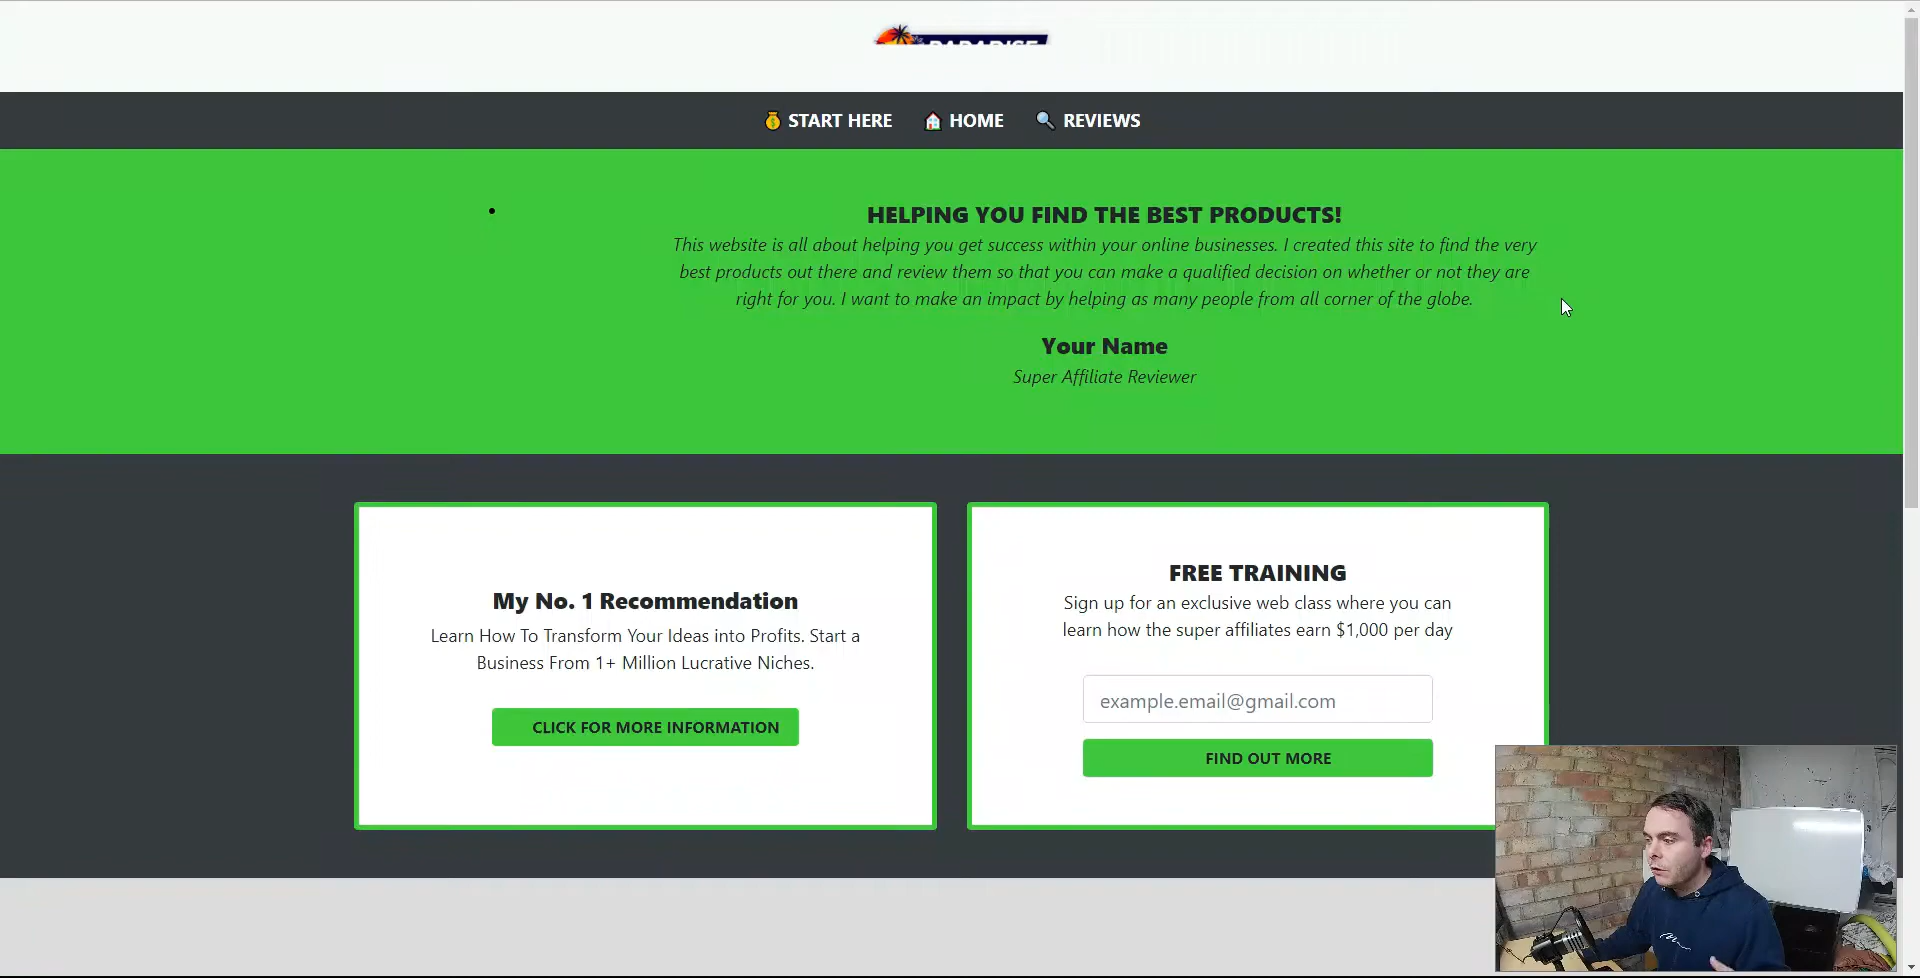 PARADISE
START HERE
HOME
REVIEWS
HELPING YOU FIND THE BEST PRODUCTS!
This website is all about helping you get success within your online businesses. I created this site to find the very
best products out there and review them so that you can make a qualified decision on whether or not they are
right for you. I want to make an impact by helping as many people from all corner of the globe.
Your Name
Super Affiliate Reviewer
My No. 1 Recommendation
Learn How To Transform Your Ideas into Profits. Start a
Business From 1+ Million Lucrative Niches.
CLICK FOR MORE INFORMATION
FREE TRAINING
Sign up for an exclusive web class where you can
learn how the super affiliates earn $1,000 per day
example.email@gmail.com
FIND OUT MORE